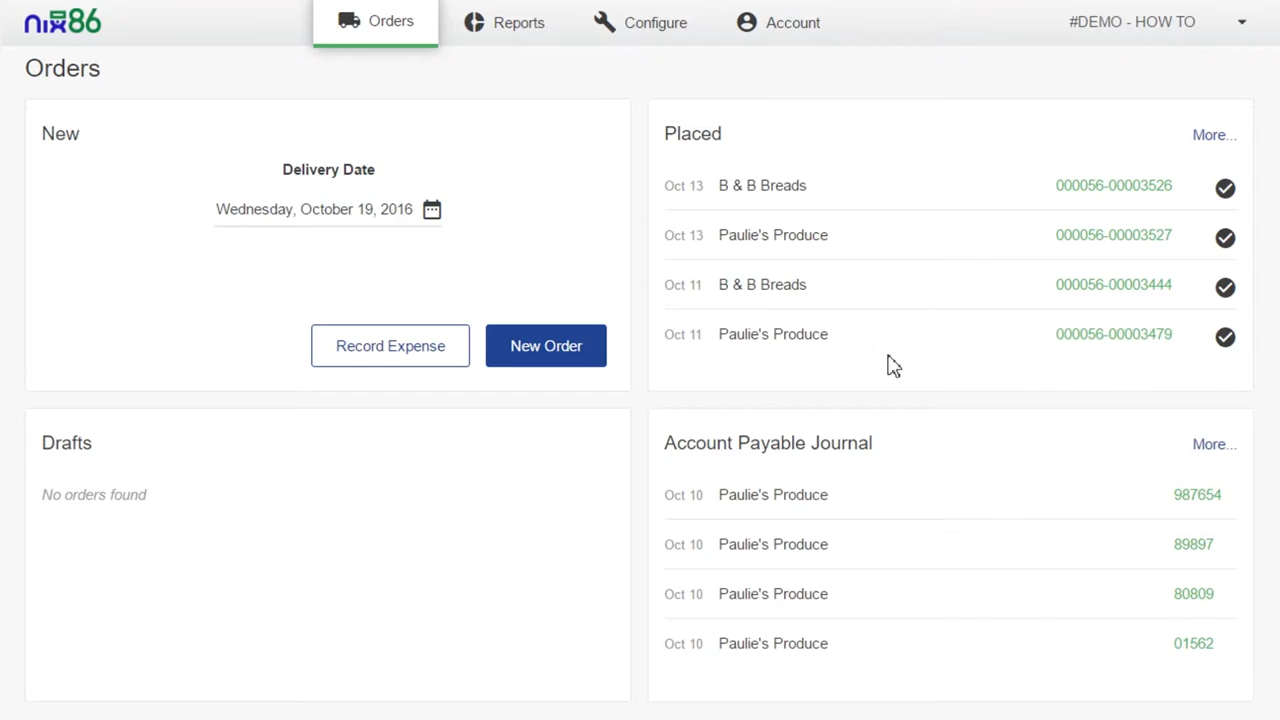 nix86
Orders
Reports
Configure
Account
#DEMO - HOW TO
Orders
New
Delivery Date
Wednesday, October 19, 2016
Record Expense
New Order
Placed
More...
Oct 13 B & B Breads 000056-00003526
Oct 13 Paulie's Produce 000056-00003527
Oct 11 B & B Breads 000056-00003444
Oct 11 Paulie's Produce 000056-00003479
Drafts
No orders found
Account Payable Journal
More...
Oct 10 Paulie's Produce 987654
Oct 10 Paulie's Produce 89897
Oct 10 Paulie's Produce 80809
Oct 10 Paulie's Produce 01562